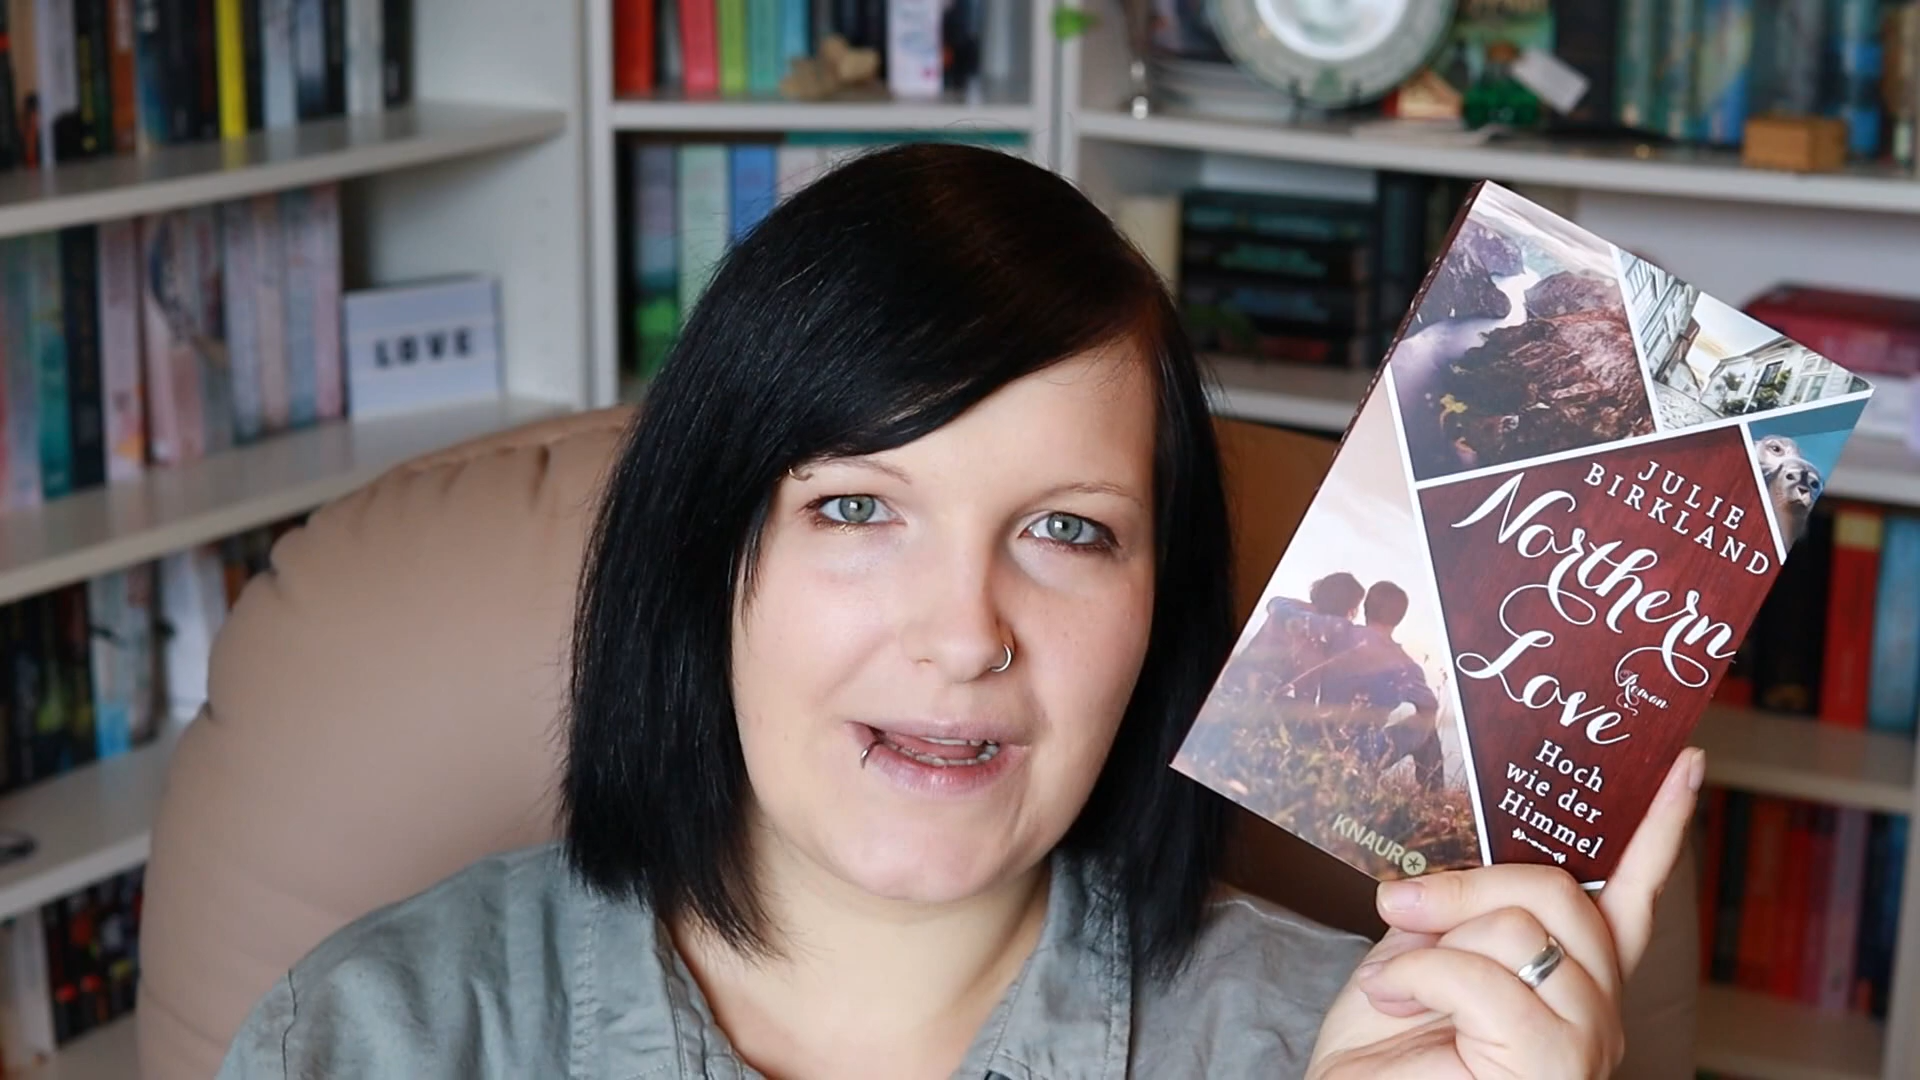 LOVE
JULIE
BIRKLAND
Northern
Love
Roman
Hoch
wie der
Himmel
KNAUR